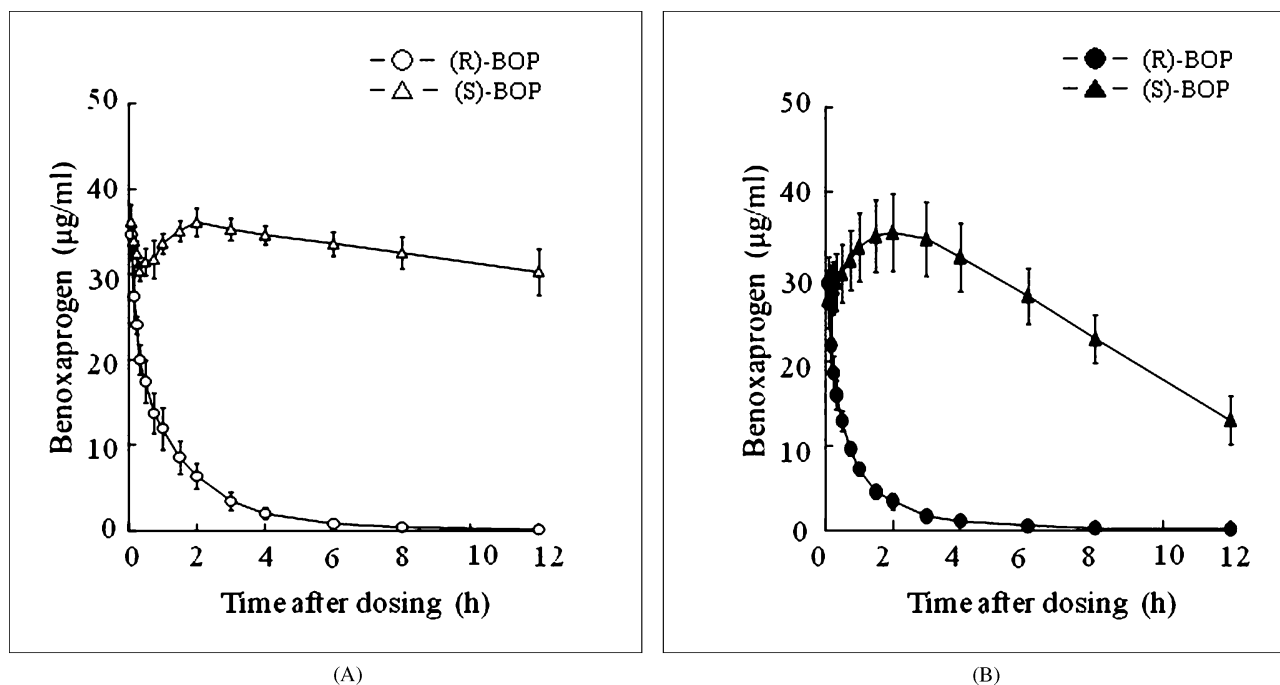 –○– (R)-BOP
–△– (S)-BOP
50
40
30
20
10
0
Benoxaprogen (µg/ml)
0 2 4 6 8 10 12
Time after dosing (h)
(A)
–●– (R)-BOP
–▲– (S)-BOP
50
40
30
20
10
0
Benoxaprogen (µg/ml)
0 2 4 6 8 10 12
Time after dosing (h)
(B)